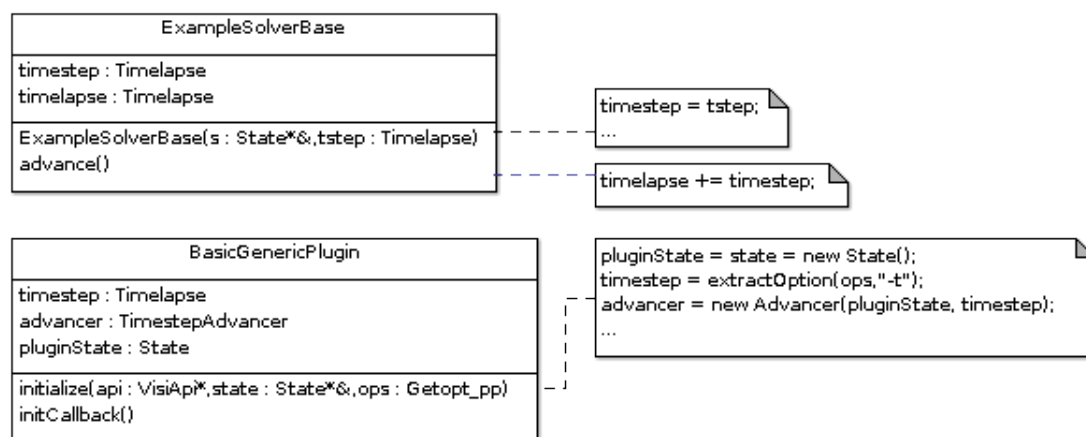 ExampleSolverBase
timestep : Timelapse
timelapse : Timelapse
ExampleSolverBase(s : State*&,tstep : Timelapse)
advance()
timestep = tstep;
...
timelapse += timestep;
BasicGenericPlugin
timestep : Timelapse
advancer : TimestepAdvancer
pluginState : State
initialize(api : VisiApi*,state : State*&,ops : Getopt_pp)
initCallback()
pluginState = state = new State();
timestep = extractOption(ops,"-t");
advancer = new Advancer(pluginState, timestep);
...